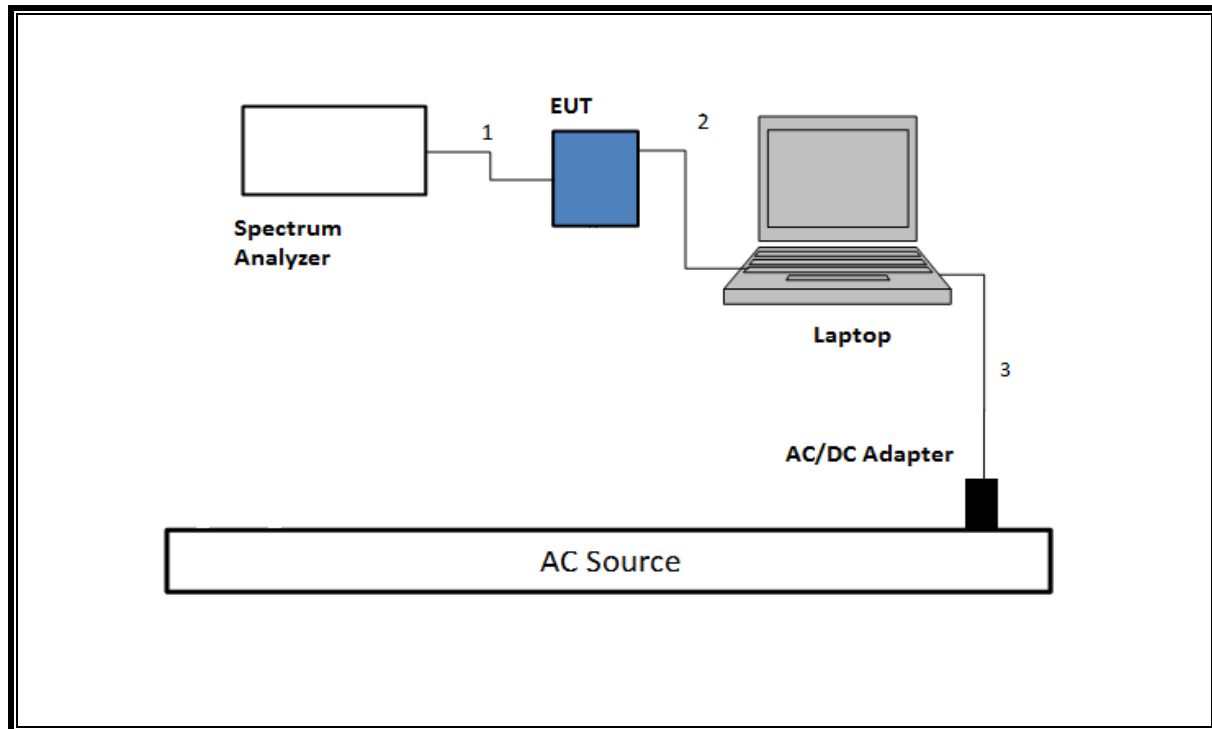 EUT
1
2
Spectrum
Analyzer
Laptop
3
AC/DC Adapter
AC Source